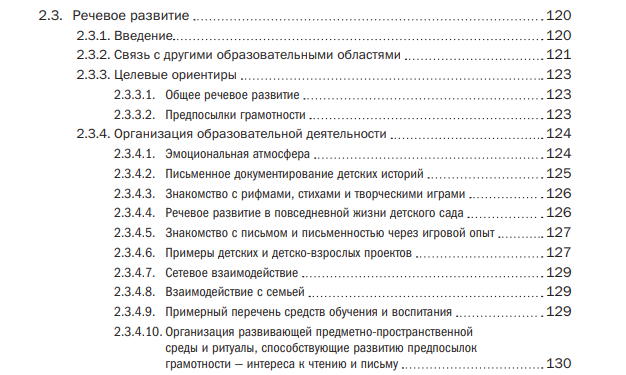 2.3. Речевое развитие 120
2.3.1. Введение 120
2.3.2. Связь с другими образовательными областями 121
2.3.3. Целевые ориентиры 123
2.3.3.1. Общее речевое развитие 123
2.3.3.2. Предпосылки грамотности 123
2.3.4. Организация образовательной деятельности 124
2.3.4.1. Эмоциональная атмосфера 124
2.3.4.2. Письменное документирование детских историй 125
2.3.4.3. Знакомство с рифмами, стихами и творческими играми 126
2.3.4.4. Речевое развитие в повседневной жизни детского сада 126
2.3.4.5. Знакомство с письмом и письменностью через игровой опыт 127
2.3.4.6. Примеры детских и детско-взрослых проектов 127
2.3.4.7. Сетевое взаимодействие 129
2.3.4.8. Взаимодействие с семьей 129
2.3.4.9. Примерный перечень средств обучения и воспитания 129
2.3.4.10. Организация развивающей предметно-пространственной
среды и ритуалы, способствующие развитию предпосылок
грамотности — интереса к чтению и письму 130